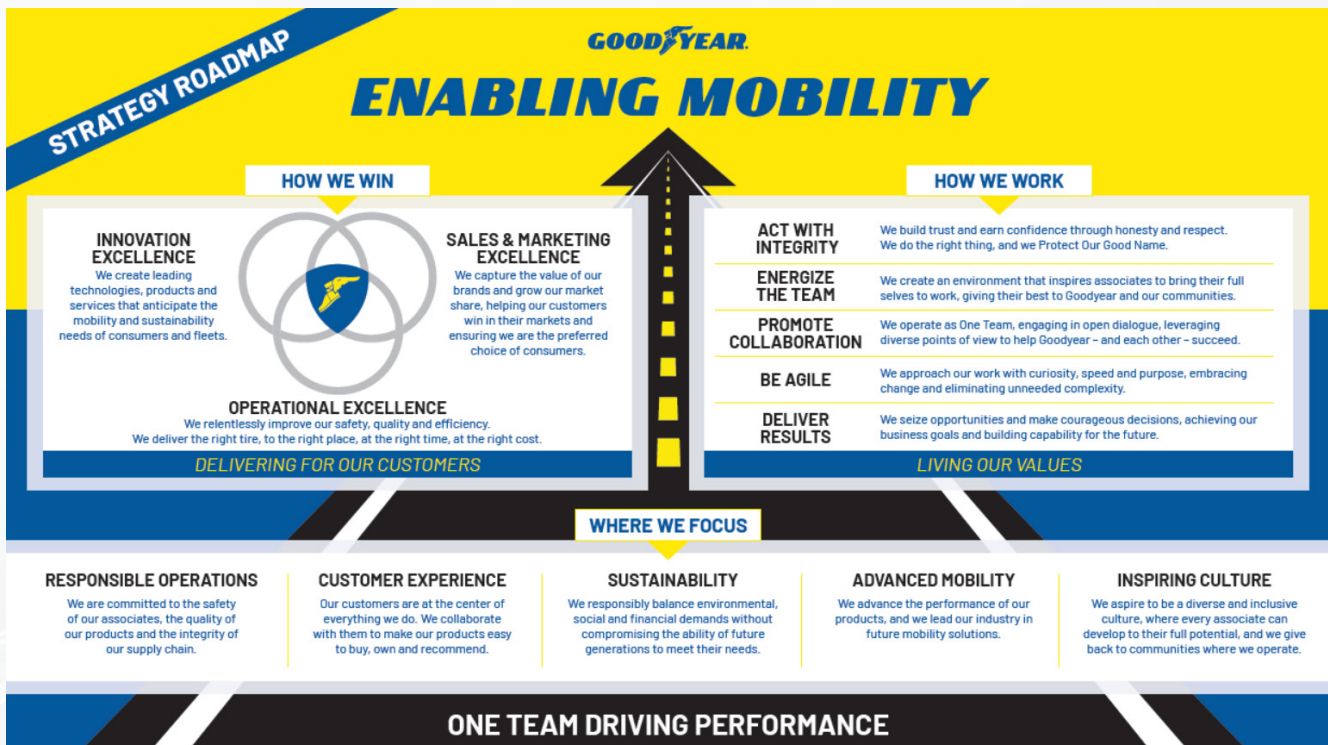 STRATEGY ROADMAP
GOODYEAR.
ENABLING MOBILITY
HOW WE WIN
INNOVATION
EXCELLENCE
We create leading
technologies, products and
services that anticipate the
mobility and sustainability
needs of consumers and fleets.
SALES & MARKETING
EXCELLENCE
We capture the value of our
brands and grow our market
share, helping our customers
win in their markets and
ensuring we are the preferred
choice of consumers.
OPERATIONAL EXCELLENCE
We relentlessly improve our safety, quality and efficiency.
We deliver the right tire, to the right place, at the right time, at the right cost.
DELIVERING FOR OUR CUSTOMERS
HOW WE WORK
ACT WITH
INTEGRITY
We build trust and earn confidence through honesty and respect.
We do the right thing, and we Protect Our Good Name.
ENERGIZE
THE TEAM
We create an environment that inspires associates to bring their full
selves to work, giving their best to Goodyear and our communities.
PROMOTE
COLLABORATION
We operate as One Team, engaging in open dialogue, leveraging
diverse points of view to help Goodyear – and each other – succeed.
BE AGILE
We approach our work with curiosity, speed and purpose, embracing
change and eliminating unneeded complexity.
DELIVER
RESULTS
We seize opportunities and make courageous decisions, achieving our
business goals and building capability for the future.
LIVING OUR VALUES
WHERE WE FOCUS
RESPONSIBLE OPERATIONS
We are committed to the safety
of our associates, the quality of
our products and the integrity of
our supply chain.
CUSTOMER EXPERIENCE
Our customers are at the center of
everything we do. We collaborate
with them to make our products easy
to buy, own and recommend.
SUSTAINABILITY
We responsibly balance environmental,
social and financial demands without
compromising the ability of future
generations to meet their needs.
ADVANCED MOBILITY
We advance the performance of our
products, and we lead our industry in
future mobility solutions.
INSPIRING CULTURE
We aspire to be a diverse and inclusive
culture, where every associate can
develop to their full potential, and we give
back to communities where we operate.
ONE TEAM DRIVING PERFORMANCE